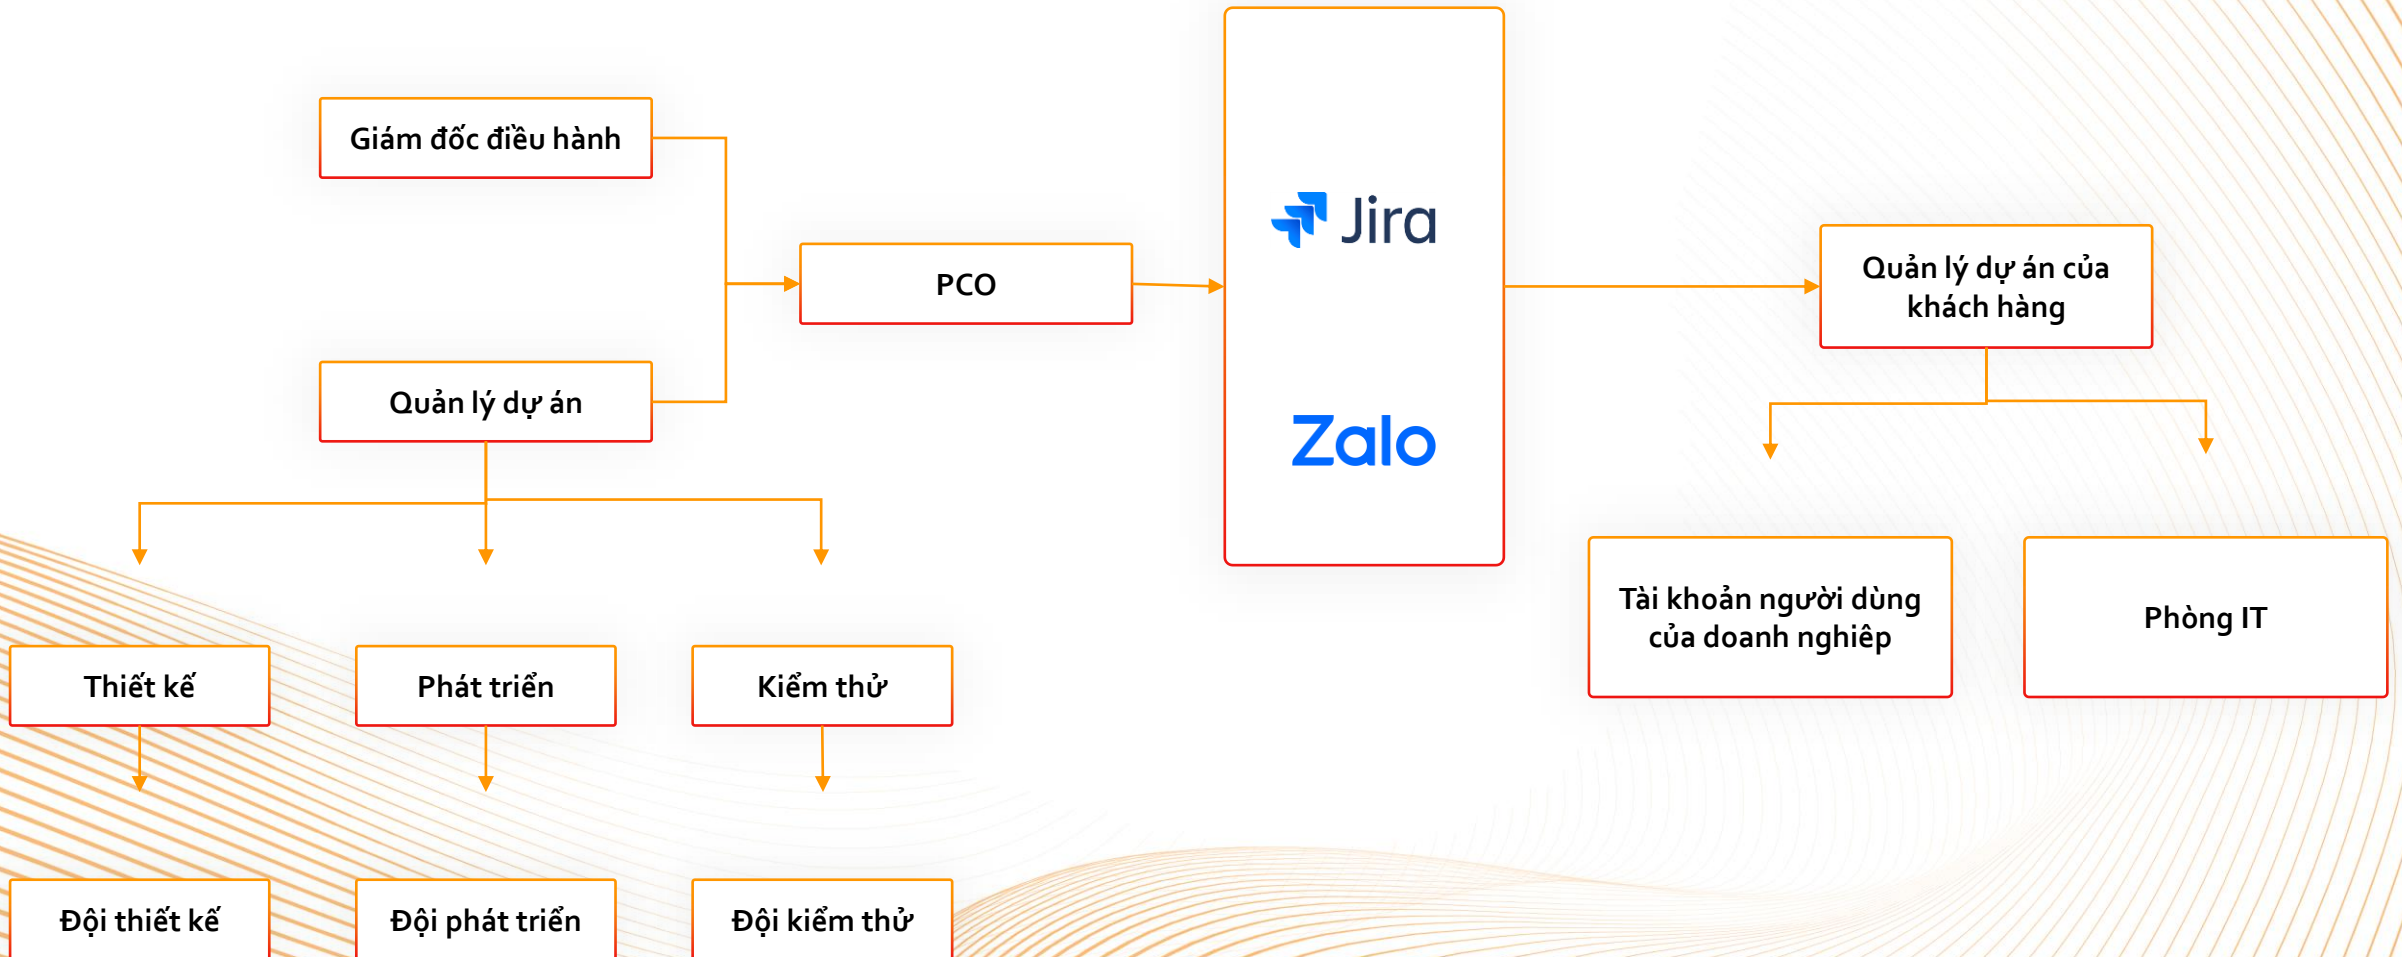 Giám đốc điều hành
Quản lý dự án
PCO
Jira
Zalo
Quản lý dự án của
khách hàng
Tài khoản người dùng
của doanh nghiêp
Phòng IT
Thiết kế
Phát triển
Kiểm thử
Đội thiết kế
Đội phát triển
Đội kiểm thử